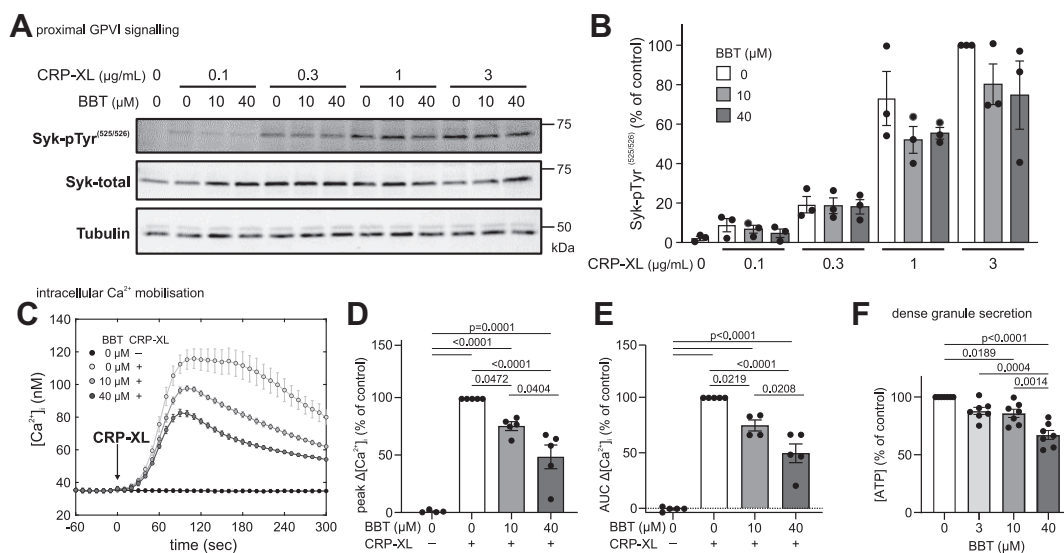 A proximal GPVI signalling
CRP-XL (µg/mL) 0 0.1 0.3 1 3
BBT (µM) 0 0 10 40 0 10 40 0 10 40 0 10 40
Syk-pTyr(525/526)
75
Syk-total
75
Tubulin
50
kDa
B
Syk-pTyr (525/526) (% of control)
100
80
60
40
20
0
BBT (µM)
0
10
40
CRP-XL (µg/mL) 0 0.1 0.3 1 3
intracellular Ca2+ mobilisation
C
[Ca2+]i (nM)
140
120
100
80
60
40
20
BBT CRP-XL
0 µM –
0 µM +
10 µM +
40 µM +
CRP-XL
-60 0 60 120 180 240 300
time (sec)
D
peak Δ[Ca2+]i (% of control)
150
100
50
0
p=0.0001
<0.0001
<0.0001
0.0472 0.0404
BBT (µM) 0 0 10 40
CRP-XL – + + +
E
AUC Δ[Ca2+]i (% of control)
150
100
50
0
p<0.0001
0.0001
<0.0001
0.0219 0.0208
BBT (µM) 0 0 10 40
CRP-XL – + + +
F dense granule secretion
[ATP] (% of control)
150
100
50
0
p<0.0001
0.0189
0.0004
0.0014
0 3 10 40
BBT (µM)